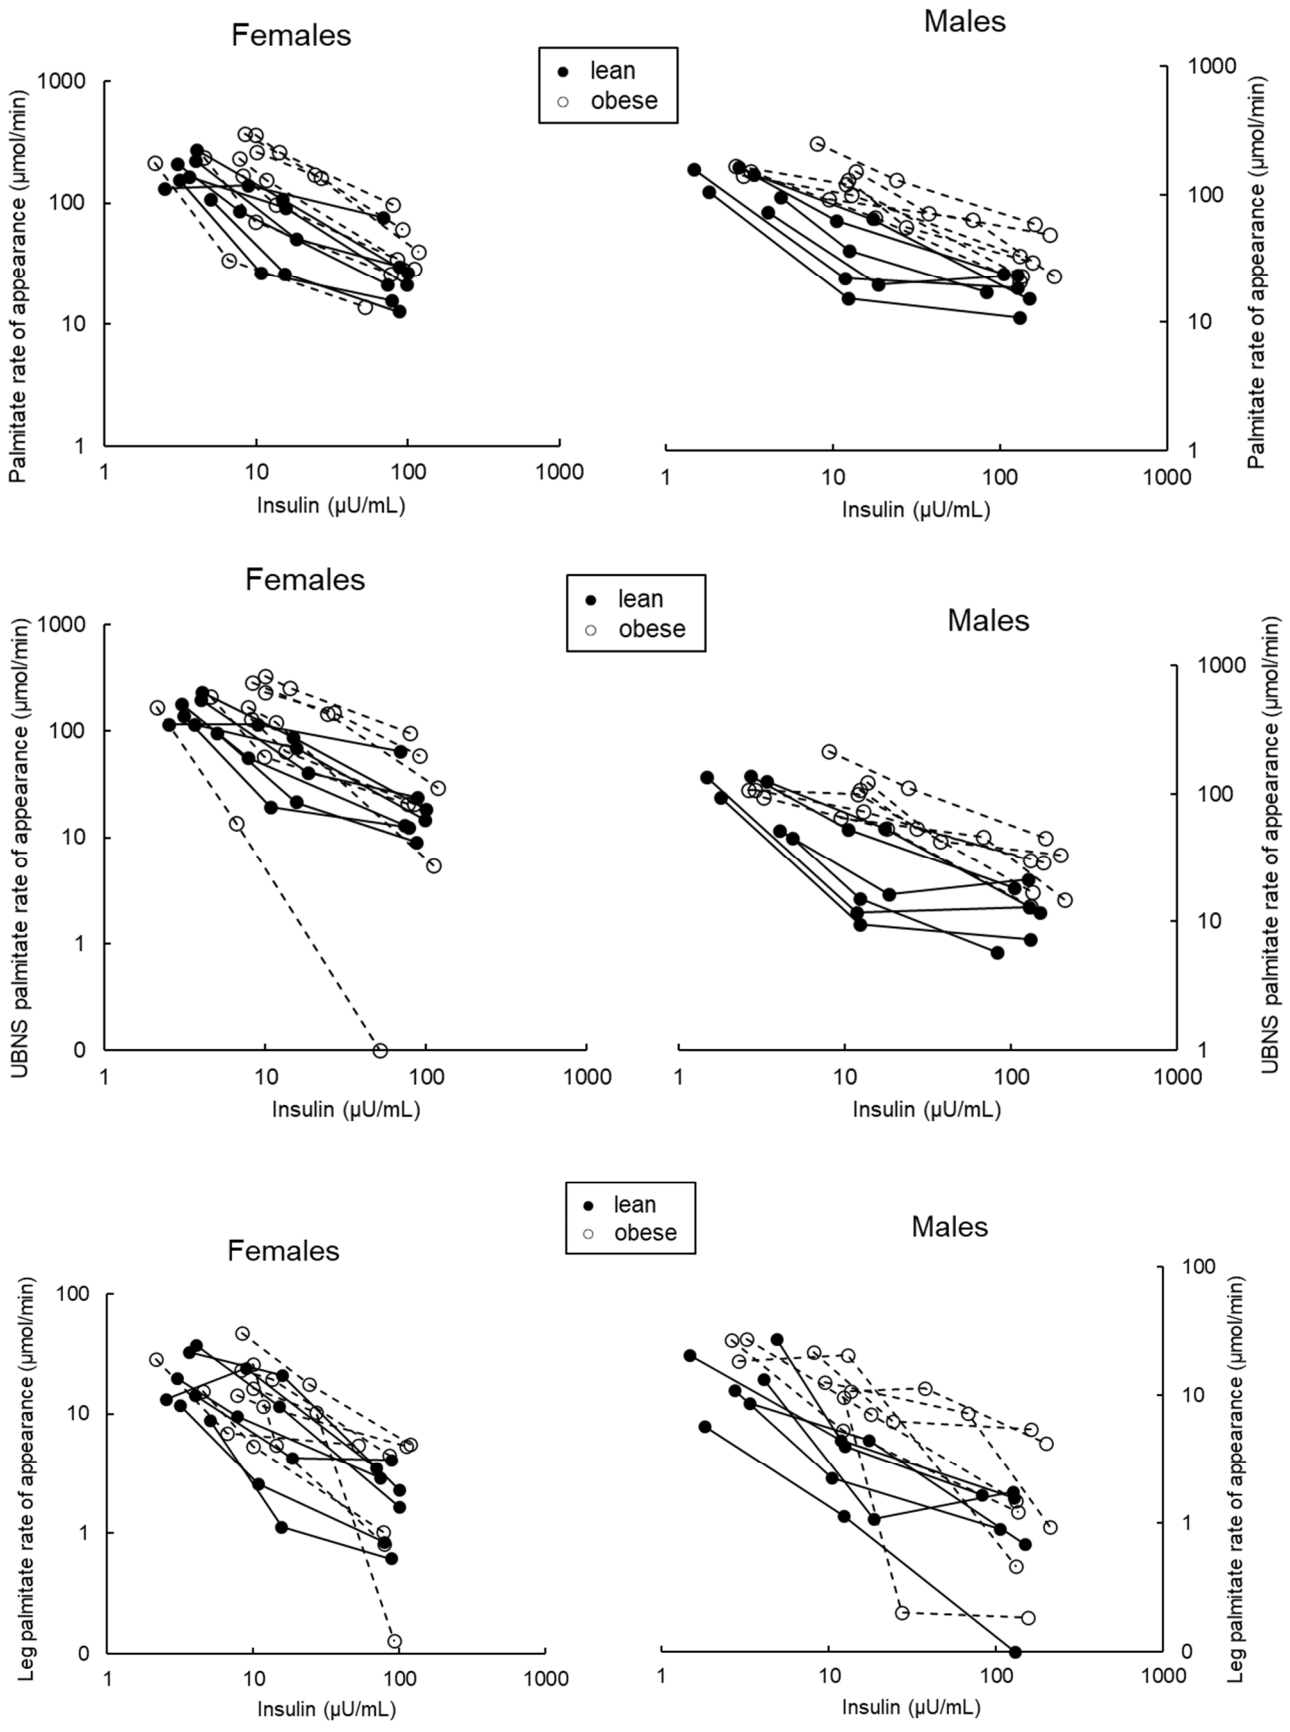 Females
Males
lean
obese
1000
100
10
1
1
10
100
1000
Insulin (µU/mL)
Palmitate rate of appearance (µmol/min)
1000
100
10
1
1
10
100
1000
Insulin (µU/mL)
Palmitate rate of appearance (µmol/min)
Females
Males
lean
obese
1000
100
10
1
0
1
10
100
1000
Insulin (µU/mL)
UBNS palmitate rate of appearance (µmol/min)
1000
100
10
1
1
10
100
1000
Insulin (µU/mL)
UBNS palmitate rate of appearance (µmol/min)
Females
Males
lean
obese
100
10
1
0
1
10
100
1000
Insulin (µU/mL)
Leg palmitate rate of appearance (µmol/min)
100
10
1
0
1
10
100
1000
Insulin (µU/mL)
Leg palmitate rate of appearance (µmol/min)